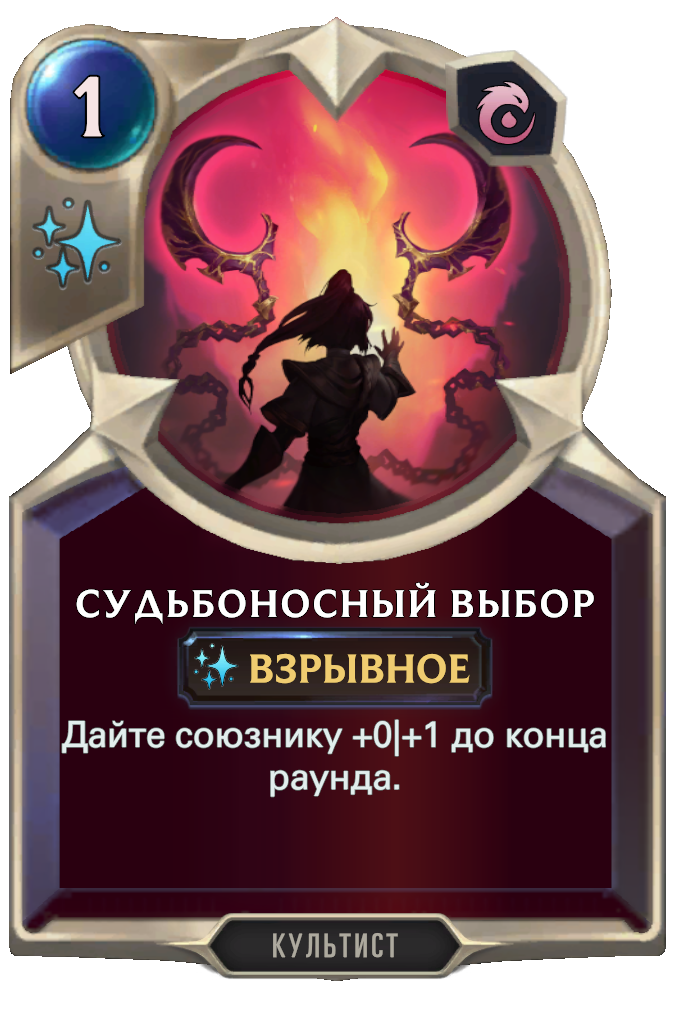 1
СУДЬБОНОСНЫЙ ВЫБОР
ВЗРЫВНОЕ
Дайте союзнику +0|+1 до конца
раунда.
КУЛЬТИСТ